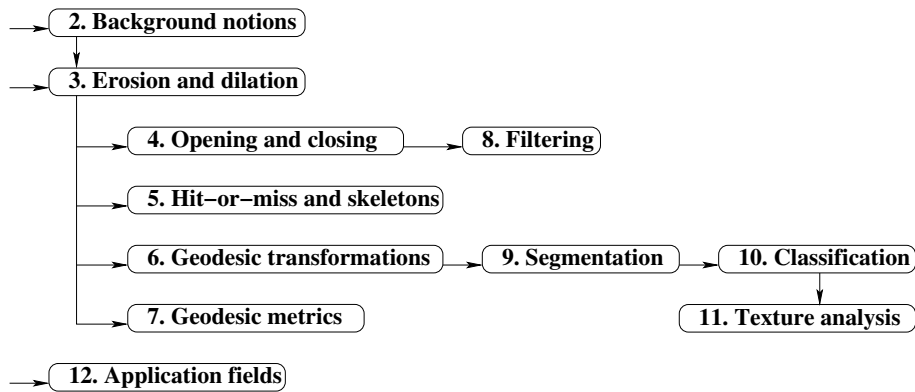 2. Background notions
3. Erosion and dilation
4. Opening and closing
8. Filtering
5. Hit−or−miss and skeletons
6. Geodesic transformations
9. Segmentation
10. Classification
7. Geodesic metrics
11. Texture analysis
12. Application fields